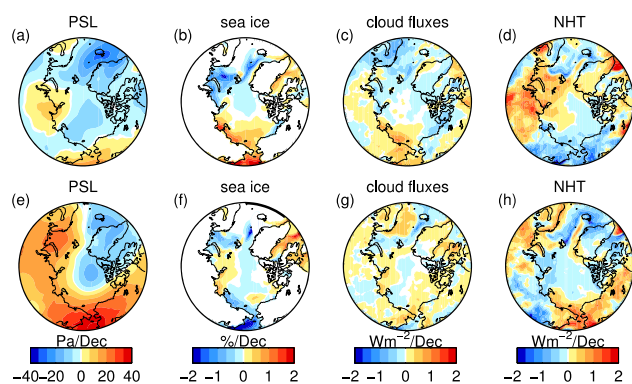 PSL sea ice cloud fluxes NHT
(a) (b) (c) (d)
PSL sea ice cloud fluxes NHT
(e) (f) (g) (h)
Pa/Dec %/Dec Wm⁻²/Dec Wm⁻²/Dec
−40−20 0 20 40 −2 −1 0 1 2 −2 −1 0 1 2 −2 −1 0 1 2